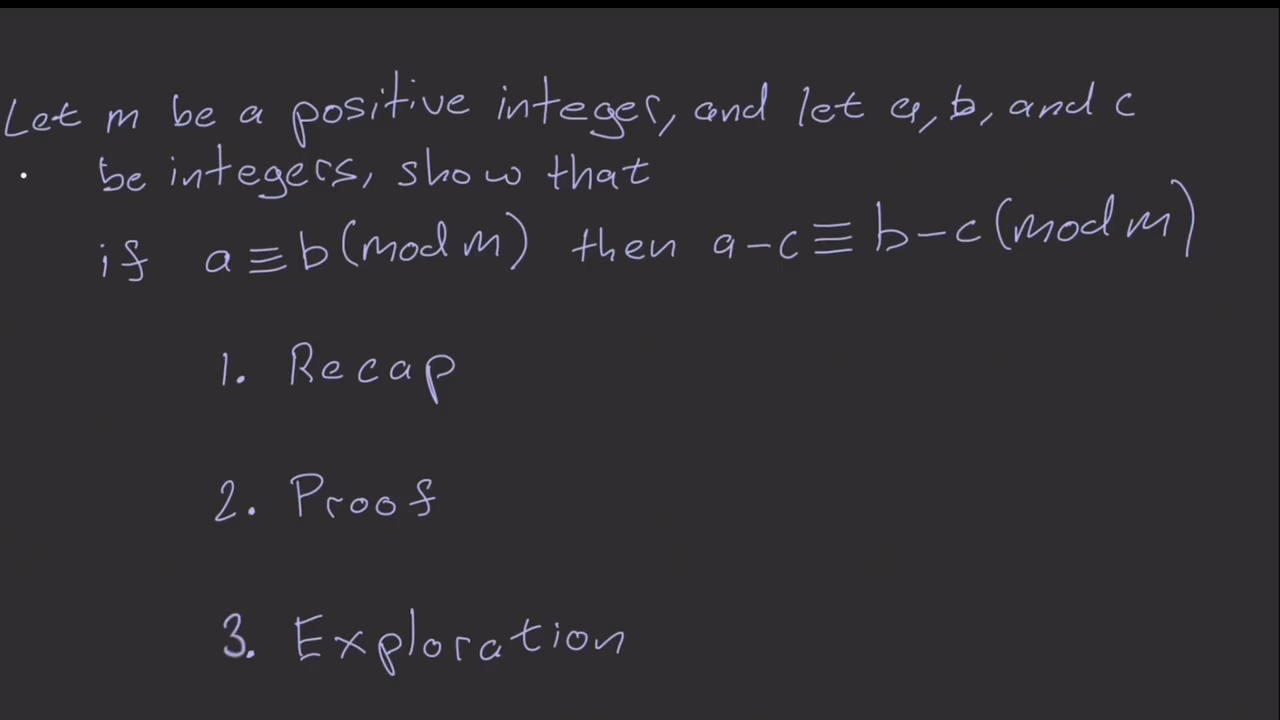 Let m be a positive integer, and let a, b, and c
be integers, show that
if a ≡ b (mod m) then a - c ≡ b - c (mod m)
1. Recap
2. Proof
3. Exploration